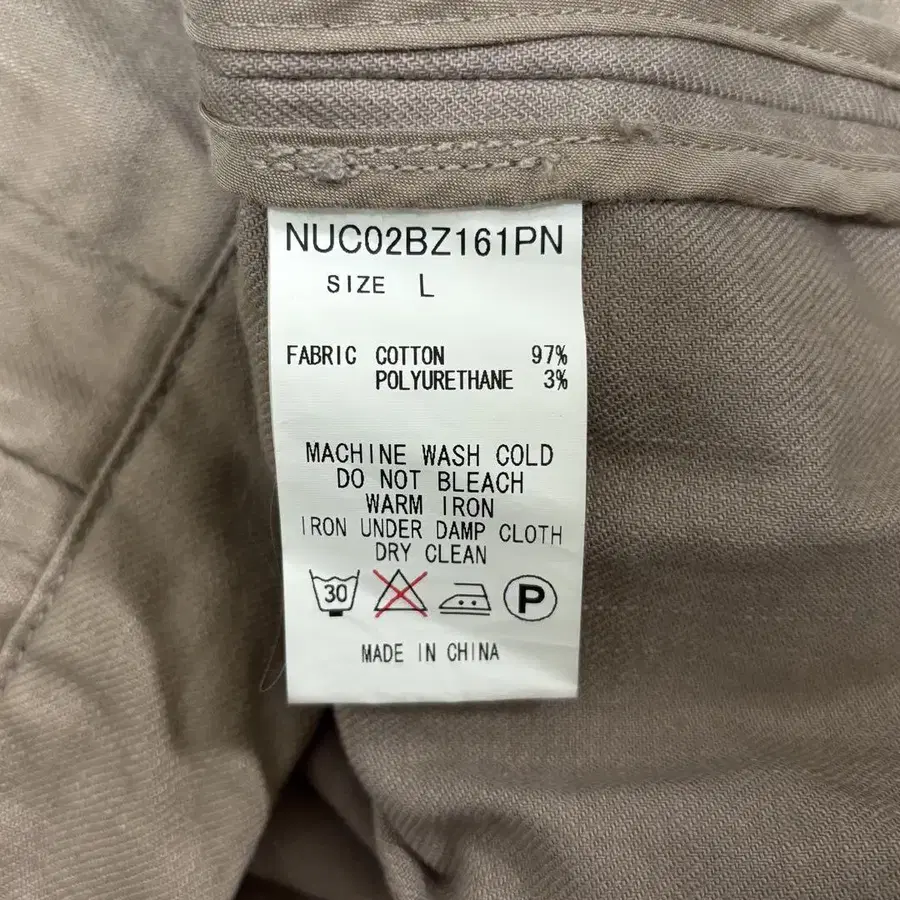 NUC02BZ161PN
SIZE L
FABRIC COTTON 97%
POLYURETHANE 3%
MACHINE WASH COLD
DO NOT BLEACH
WARM IRON
IRON UNDER DAMP CLOTH
DRY CLEAN
30 P
MADE IN CHINA